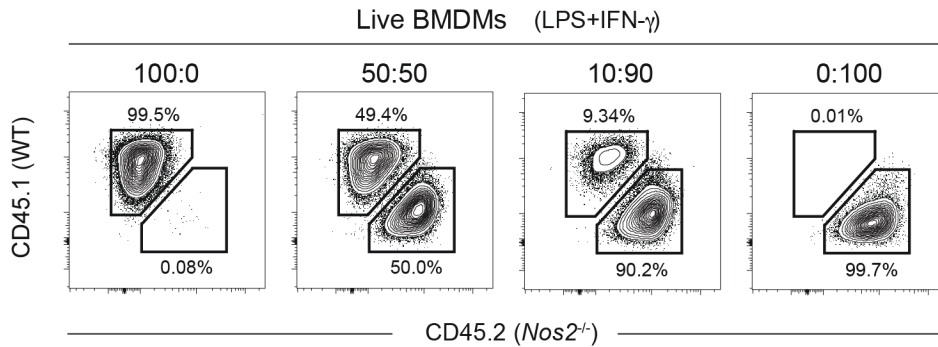 Live BMDMs (LPS+IFN-γ)
100:0 50:50 10:90 0:100
99.5% 49.4% 9.34% 0.01%
CD45.1 (WT)
0.08% 50.0% 90.2% 99.7%
CD45.2 (Nos2-/-)